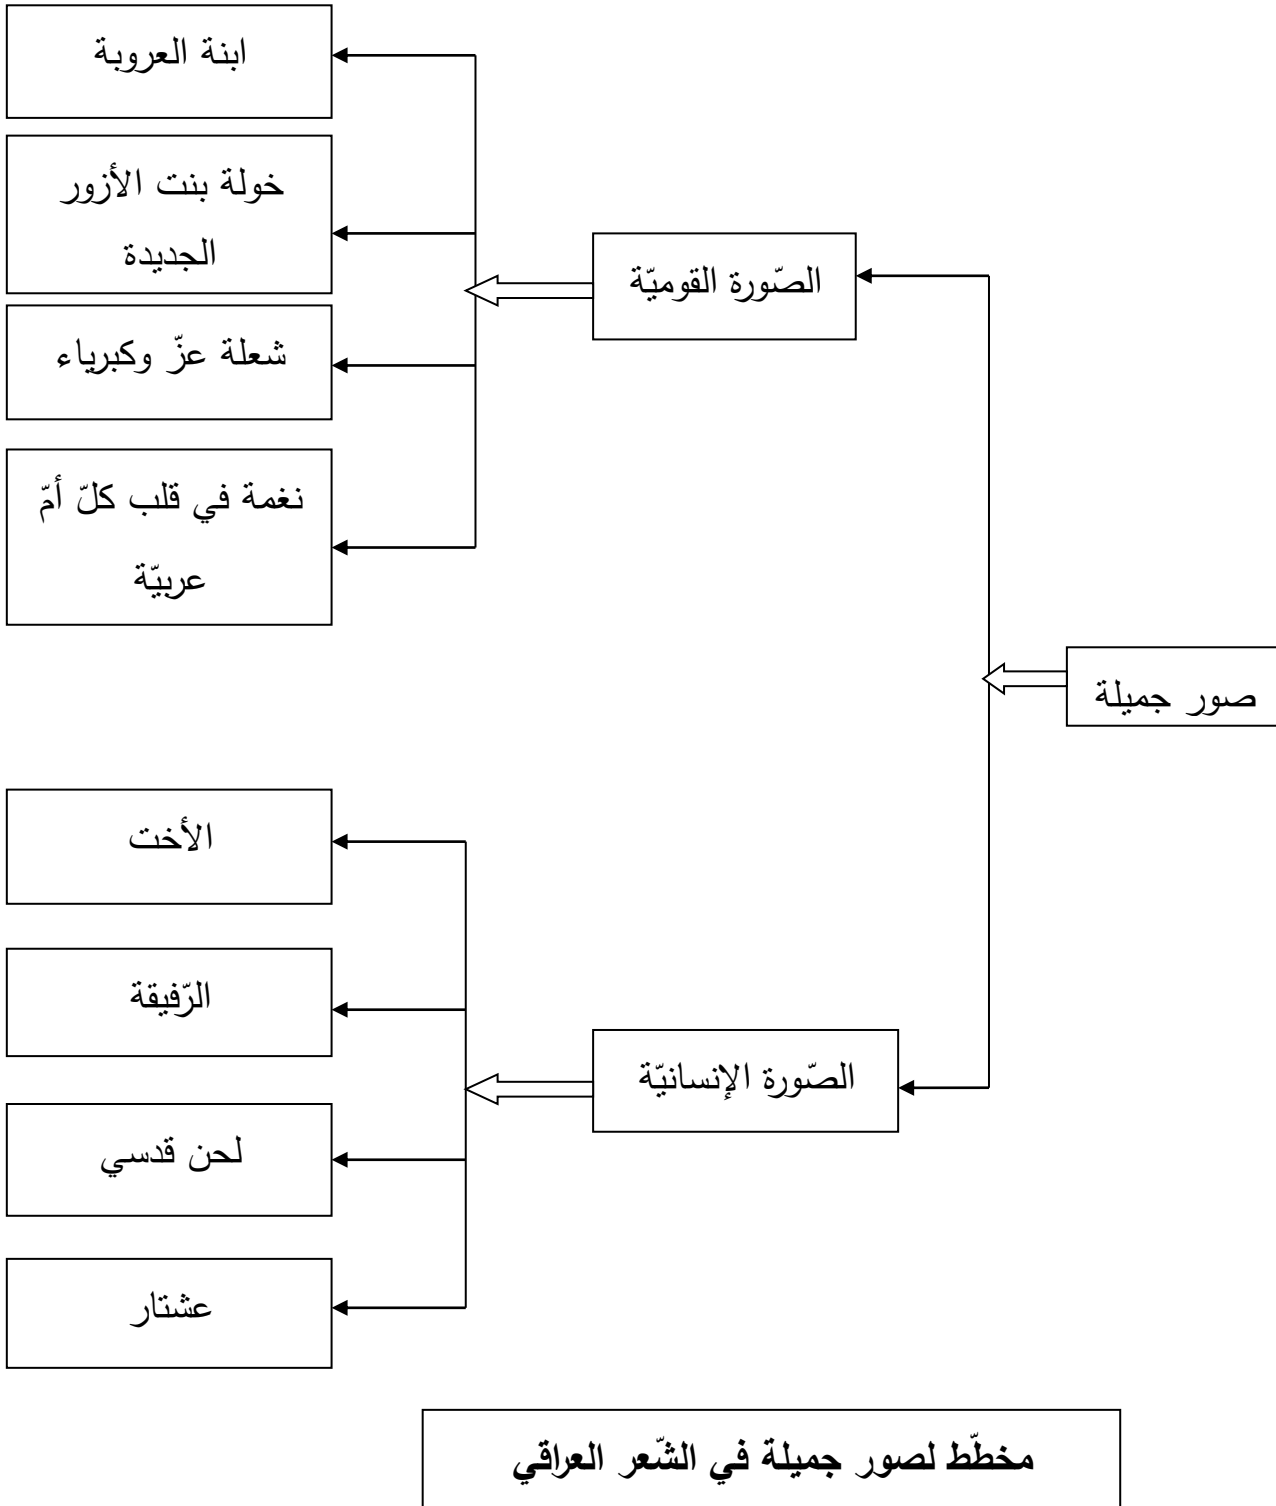 صور جميلة
الصّورة القوميّة
ابنة العروبة
خولة بنت الأزور
الجديدة
شعلة عزّ وكبرياء
نغمة في قلب كلّ أمّ
عربيّة
الصّورة الإنسانيّة
الأخت
الرّفيقة
لحن قدسي
عشتار
مخطّط لصور جميلة في الشّعر العراقي